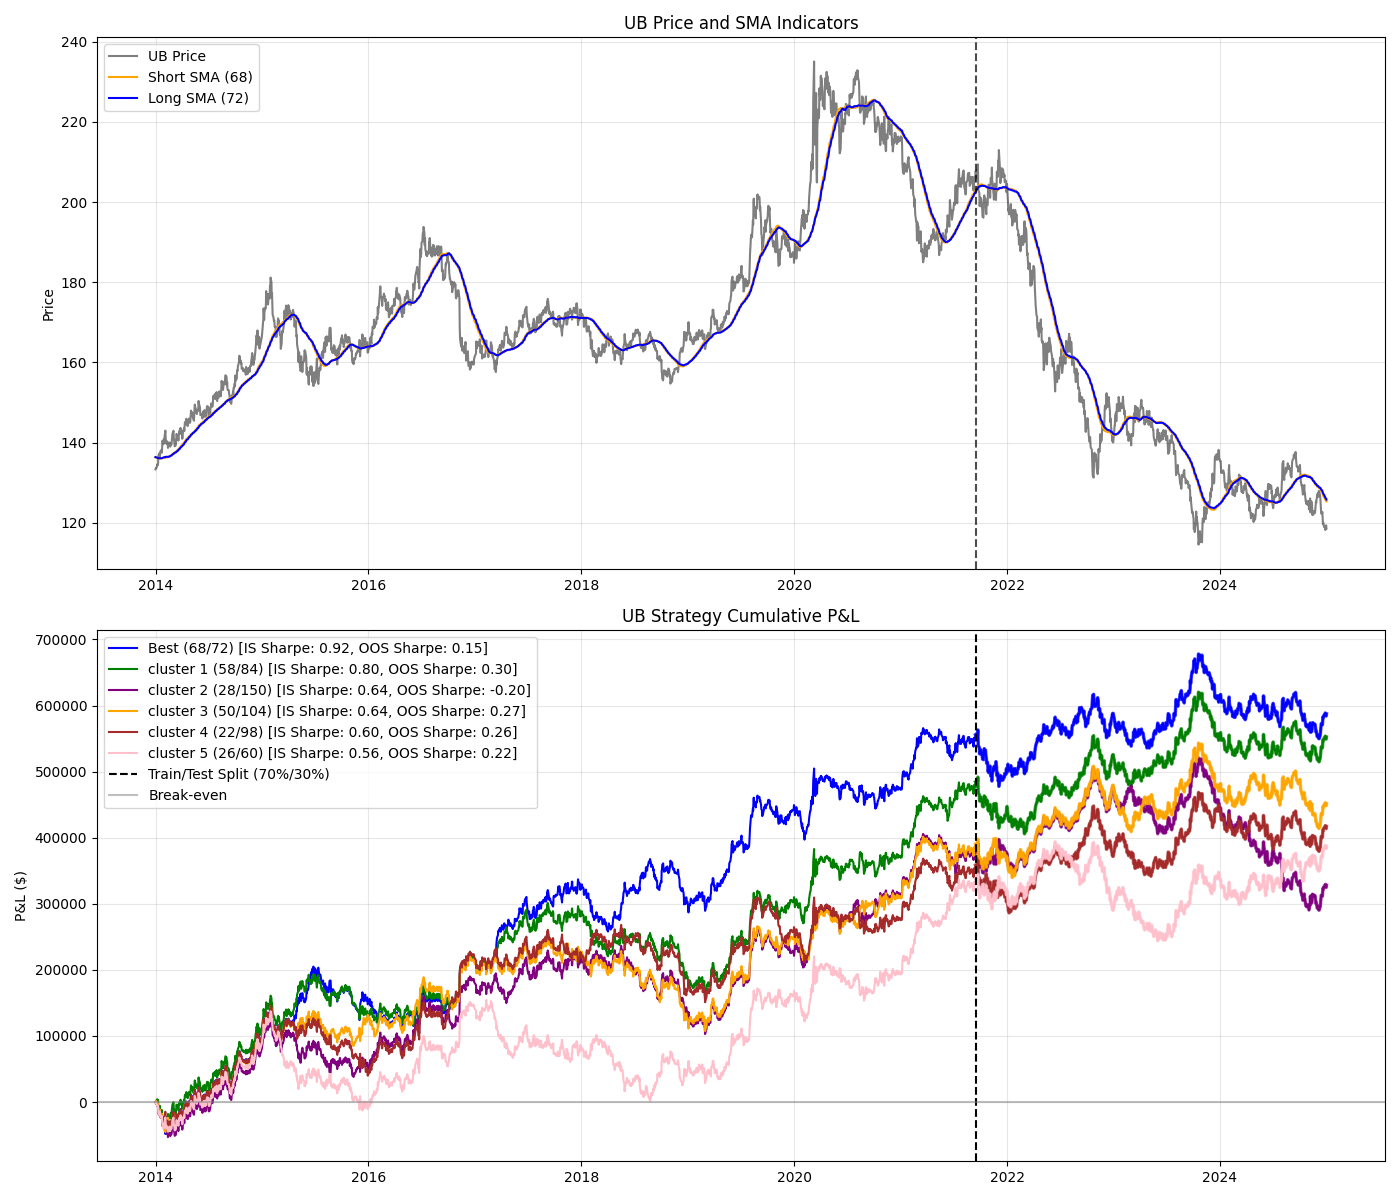 UB Price and SMA Indicators
240
220
200
180
160
140
120
Price
UB Price
Short SMA (68)
Long SMA (72)
2014
2016
2018
2020
2022
2024
UB Strategy Cumulative P&L
700000
600000
500000
400000
300000
200000
100000
0
P&L ($)
Best (68/72) [IS Sharpe: 0.92, OOS Sharpe: 0.15]
cluster 1 (58/84) [IS Sharpe: 0.80, OOS Sharpe: 0.30]
cluster 2 (28/150) [IS Sharpe: 0.64, OOS Sharpe: -0.20]
cluster 3 (50/104) [IS Sharpe: 0.64, OOS Sharpe: 0.27]
cluster 4 (22/98) [IS Sharpe: 0.60, OOS Sharpe: 0.26]
cluster 5 (26/60) [IS Sharpe: 0.56, OOS Sharpe: 0.22]
Train/Test Split (70%/30%)
Break-even
2014
2016
2018
2020
2022
2024